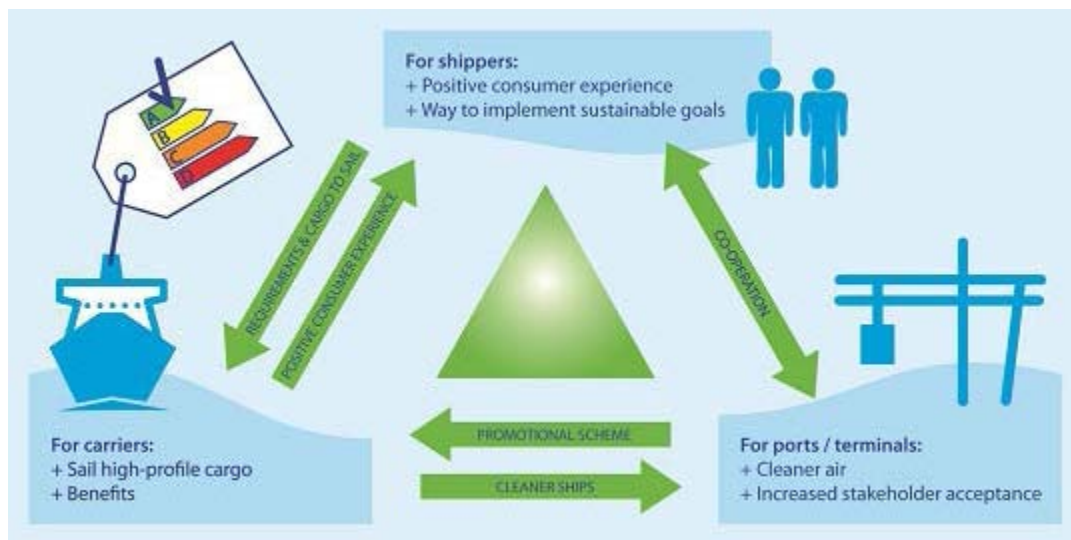 For shippers:
+ Positive consumer experience
+ Way to implement sustainable goals
A
B
C
D
REQUIREMENTS & CARGO TO SAIL
POSITIVE CONSUMER EXPERIENCE
CO-OPERATION
PROMOTIONAL SCHEME
CLEANER SHIPS
For carriers:
+ Sail high-profile cargo
+ Benefits
For ports / terminals:
+ Cleaner air
+ Increased stakeholder acceptance